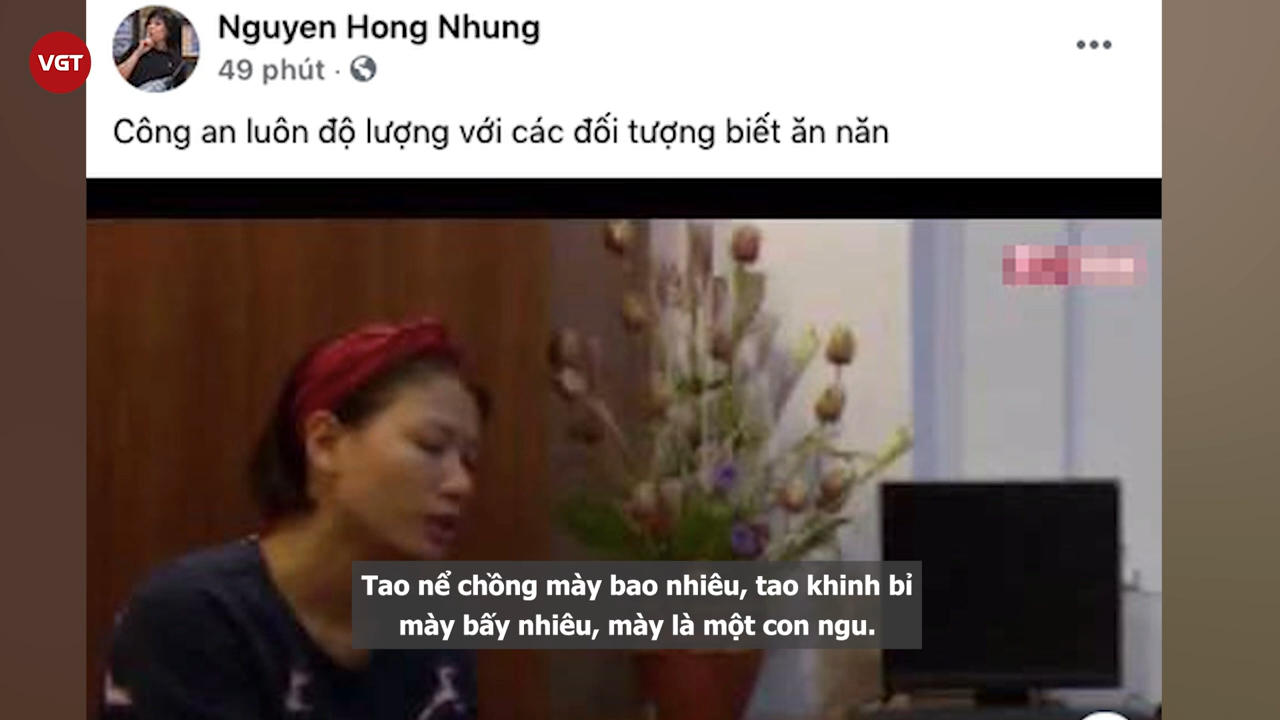 VGT
Nguyen Hong Nhung
49 phút ·
Công an luôn độ lượng với các đối tượng biết ăn năn
Tao nể chồng mày bao nhiêu, tao khinh bỉ
mày bấy nhiêu, mày là một con ngu.